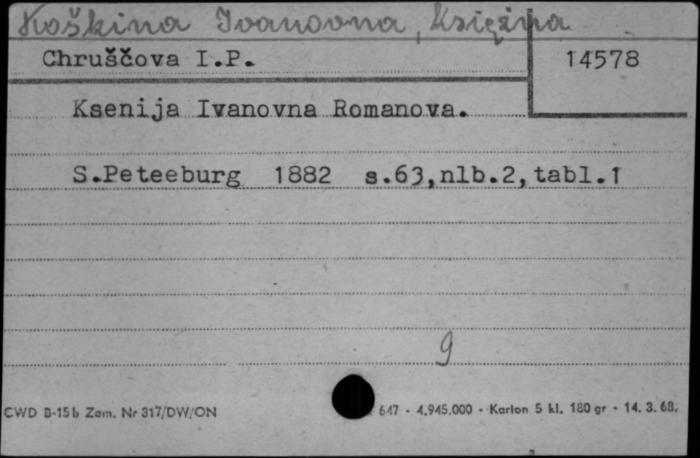 Koškina Ivanovna, Księżna
Chruščova I.P. 14578
Ksenija Ivanovna Romanova.
S.Peteeburg 1882 s.63,nlb.2,tabl.1
9
CWD B-15b Zam. Nr 317/DW/ON 647 - 4.945.000 - Karton 5 kl. 180 gr - 14. 3. 68.